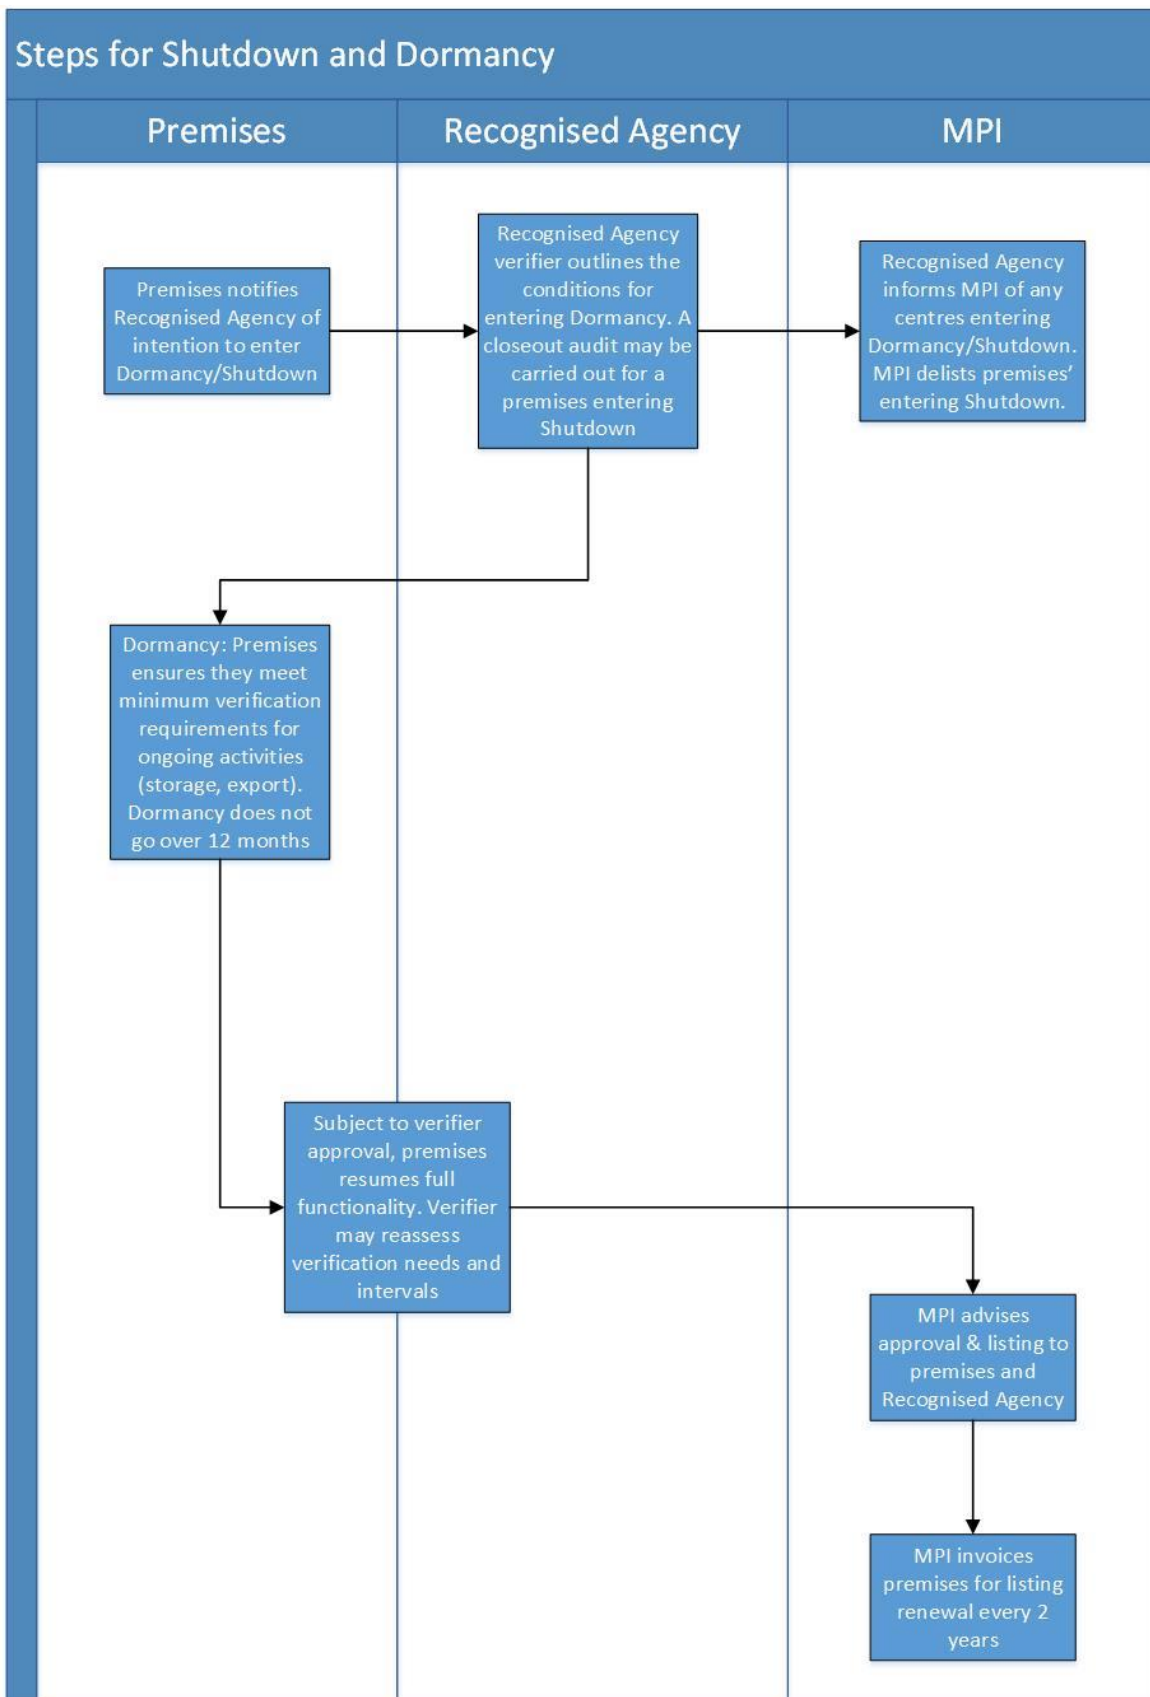 Steps for Shutdown and Dormancy
Premises
Recognised Agency
MPI
Premises notifies
Recognised Agency of
intention to enter
Dormancy/Shutdown
Recognised Agency
verifier outlines the
conditions for
entering Dormancy. A
closeout audit may be
carried out for a
premises entering
Shutdown
Recognised Agency
informs MPI of any
centres entering
Dormancy/Shutdown.
MPI delists premises’
entering Shutdown.
Dormancy: Premises
ensures they meet
minimum verification
requirements for
ongoing activities
(storage, export).
Dormancy does not
go over 12 months
Subject to verifier
approval, premises
resumes full
functionality. Verifier
may reassess
verification needs and
intervals
MPI advises
approval & listing to
premises and
Recognised Agency
MPI invoices
premises for listing
renewal every 2
years